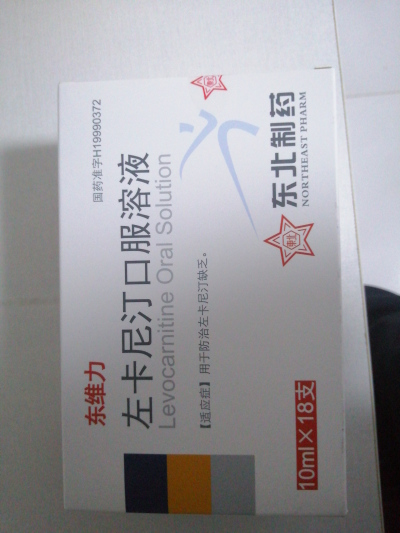 国药准字H19990372
东维力
左卡尼汀口服溶液
Levocarnitine Oral Solution
【适应症】用于防治左卡尼汀缺乏。
10ml×18支
东北制药
NORTHEAST PHARM